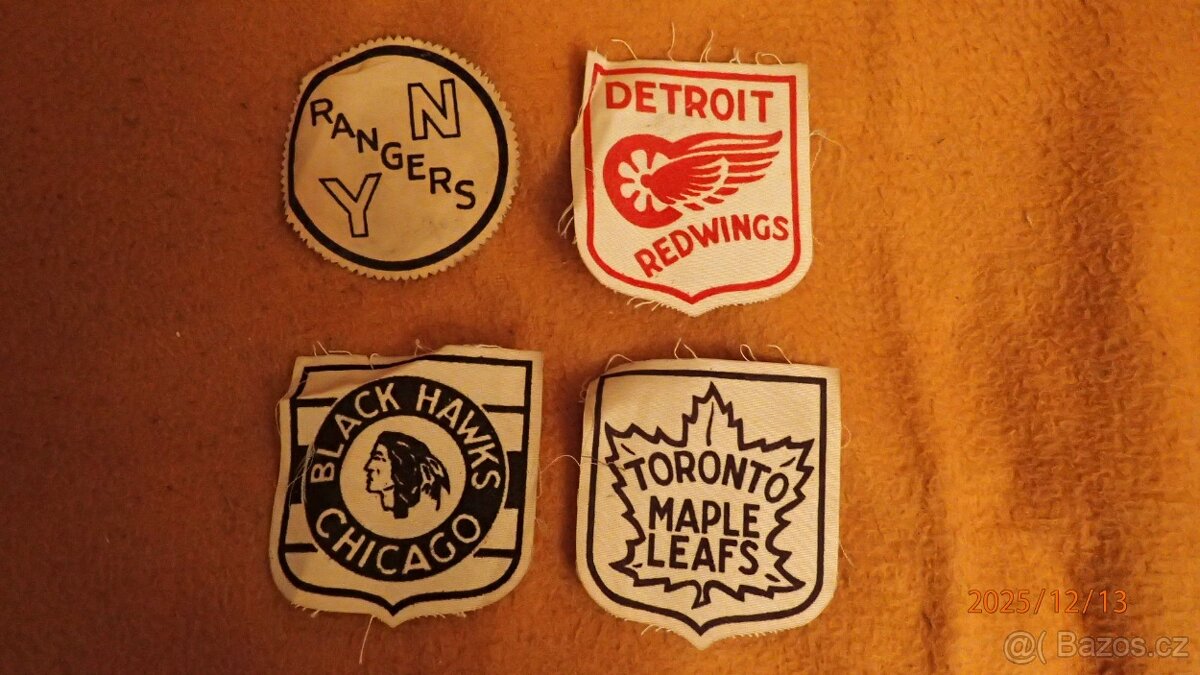 N
RANGERS
Y
DETROIT
REDWINGS
BLACK HAWKS
CHICAGO
TORONTO
MAPLE
LEAFS
2025/12/13
@( Bazos.cz